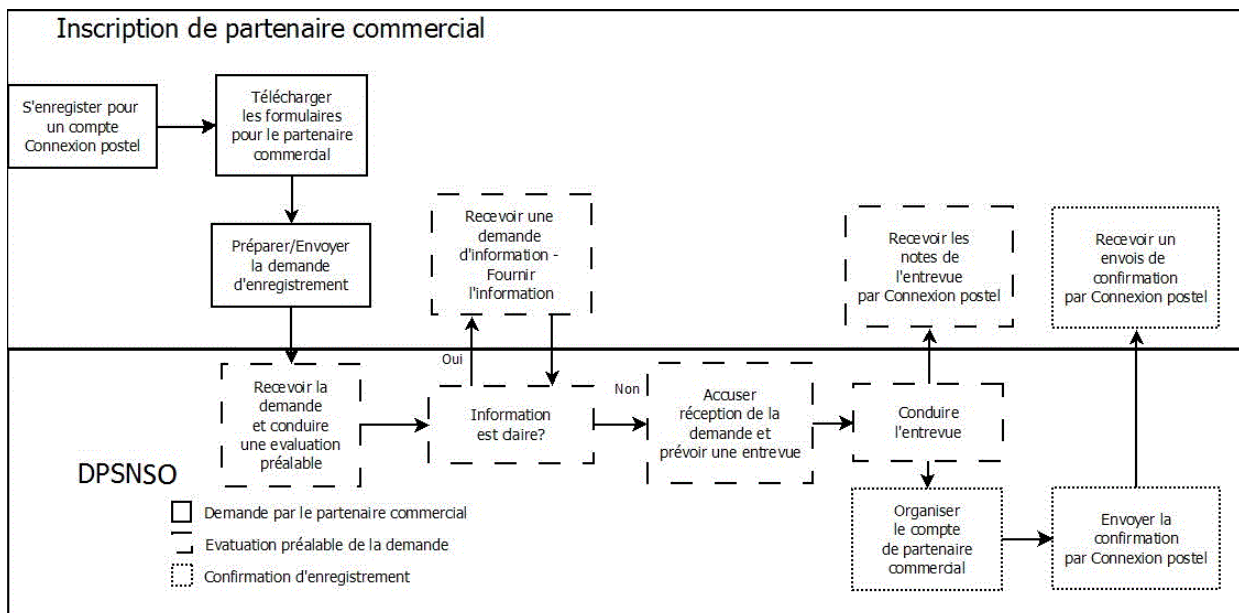 Inscription de partenaire commercial
S'enregister pour
un compte
Connexion postel
Télécharger
les formulaires
pour le partenaire
commercial
Préparer/Envoyer
la demande
d'enregistrement
Recevoir une
demande
d'information -
Fournir
l'information
Recevoir les
notes de
l'entrevue
par Connexion postel
Recevoir un
envois de
confirmation
par Connexion postel
Oui
Non
Recevoir la
demande
et conduire
une evaluation
préalable
Information
est claire?
Accuser
réception de la
demande et
prévoir une entrevue
Conduire
l'entrevue
Organiser
le compte
de partenaire
commercial
Envoyer la
confirmation
par Connexion postel
DPSNSO
Demande par le partenaire commercial
Evatuation préalable de la demande
Confirmation d'enregistrement